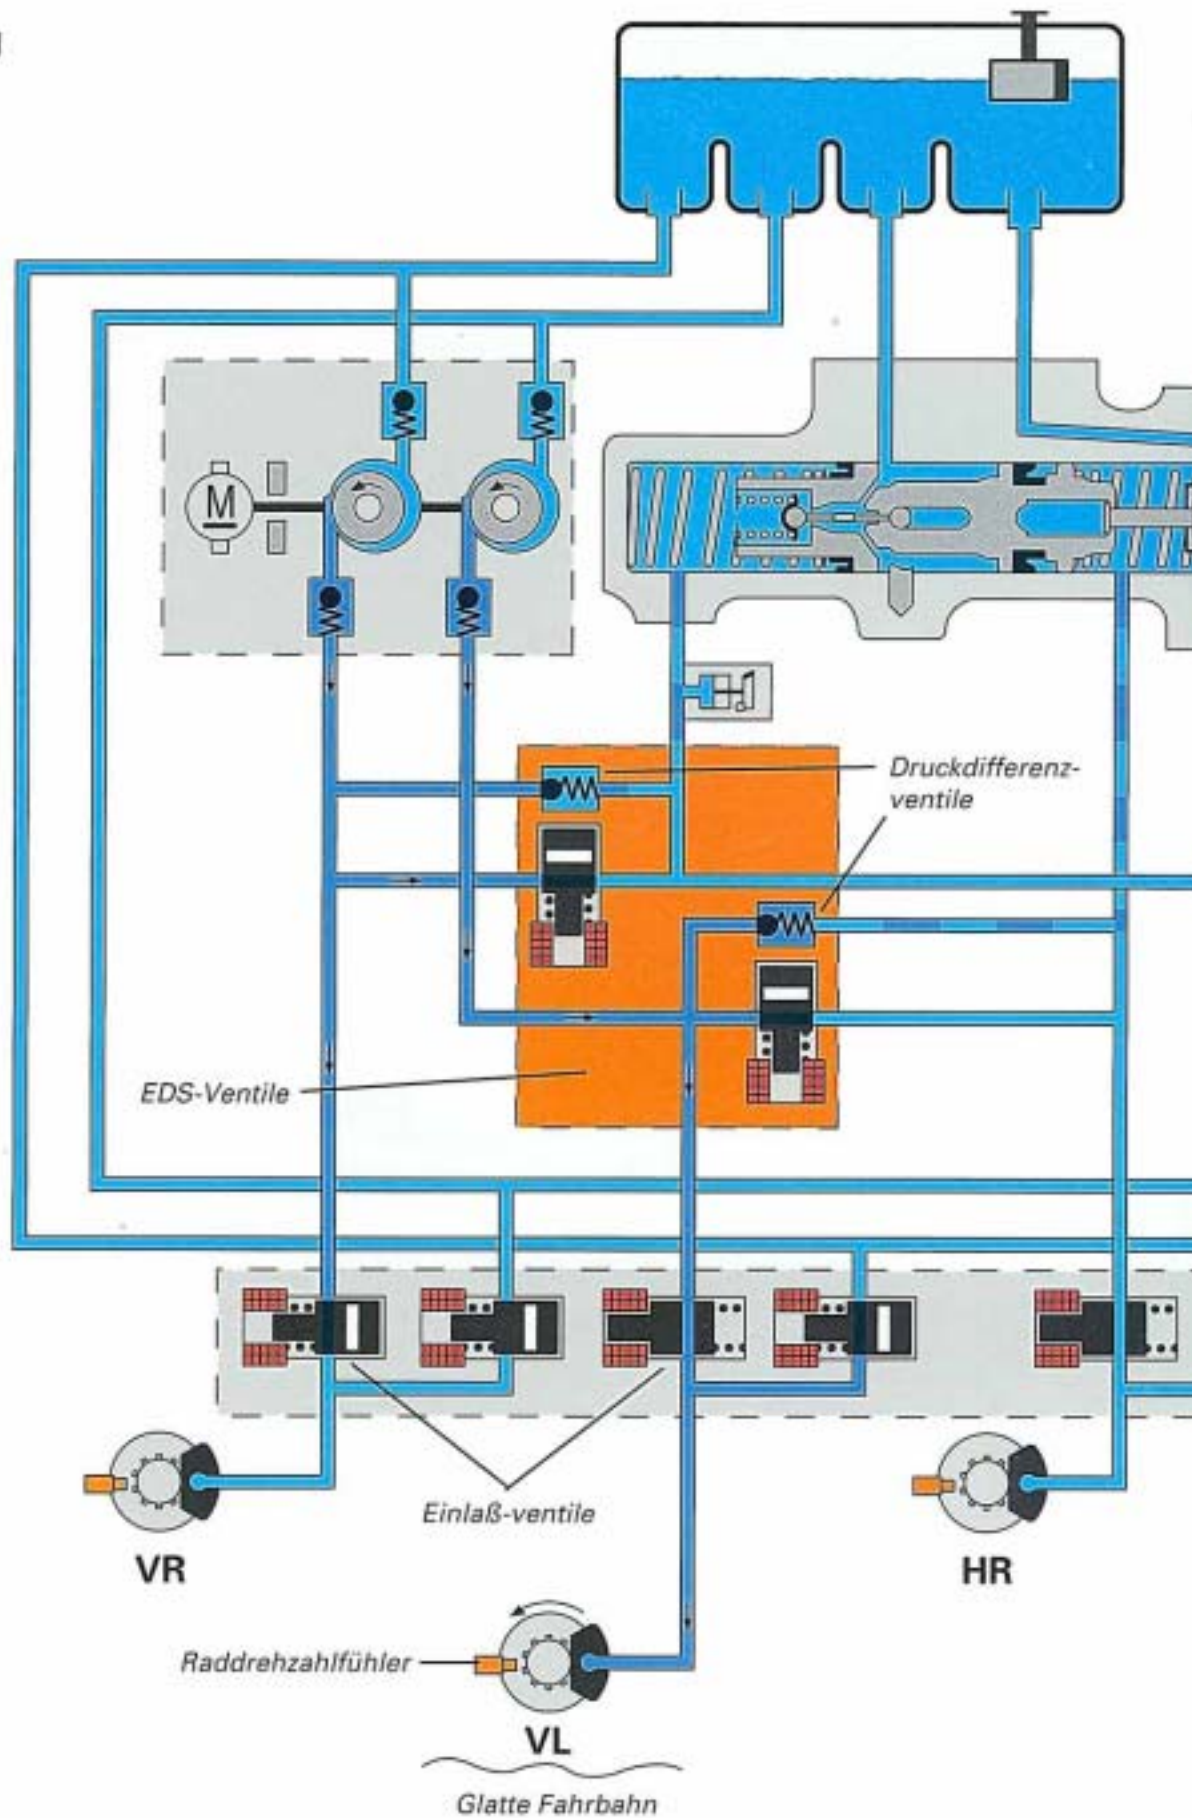 M
Druckdifferenz-
ventile
EDS-Ventile
Einlaß-ventile
VR
HR
Raddrehzahlfühler
VL
Glatte Fahrbahn